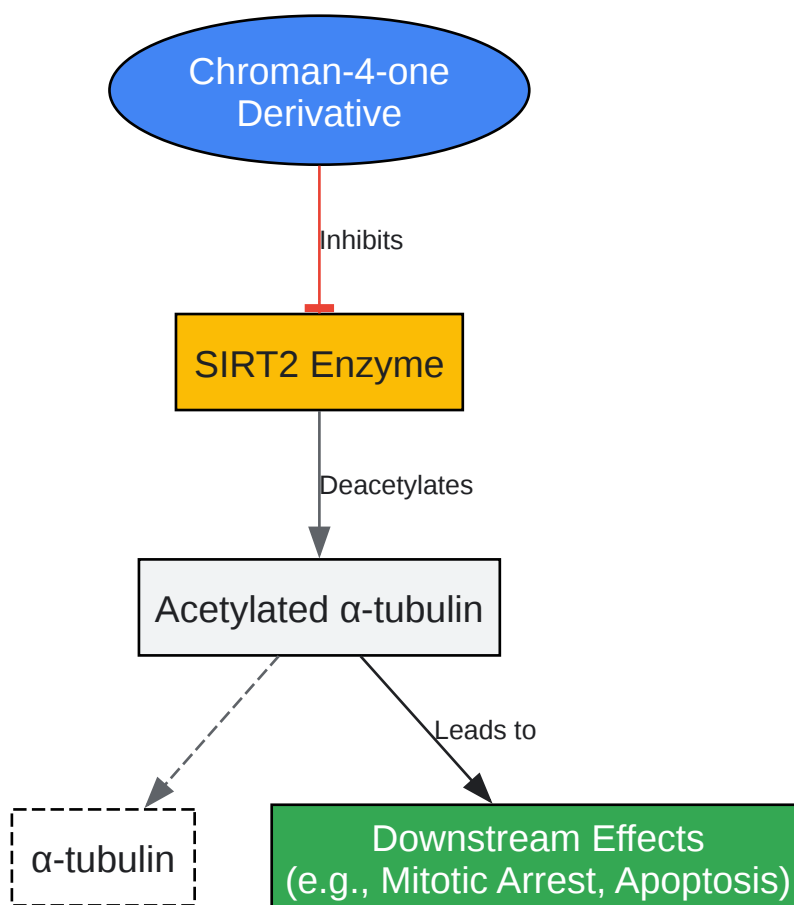 Chroman-4-one
Derivative
Inhibits
SIRT2 Enzyme
Deacetylates
Acetylated α-tubulin
Leads to
α-tubulin
Downstream Effects
(e.g., Mitotic Arrest, Apoptosis)